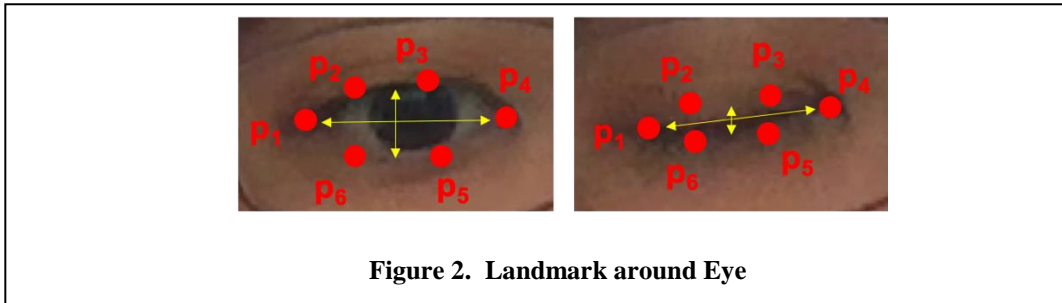 p2 p3 p4
p1 p6 p5
p2 p3 p4
p1 p6 p5
Figure 2. Landmark around Eye